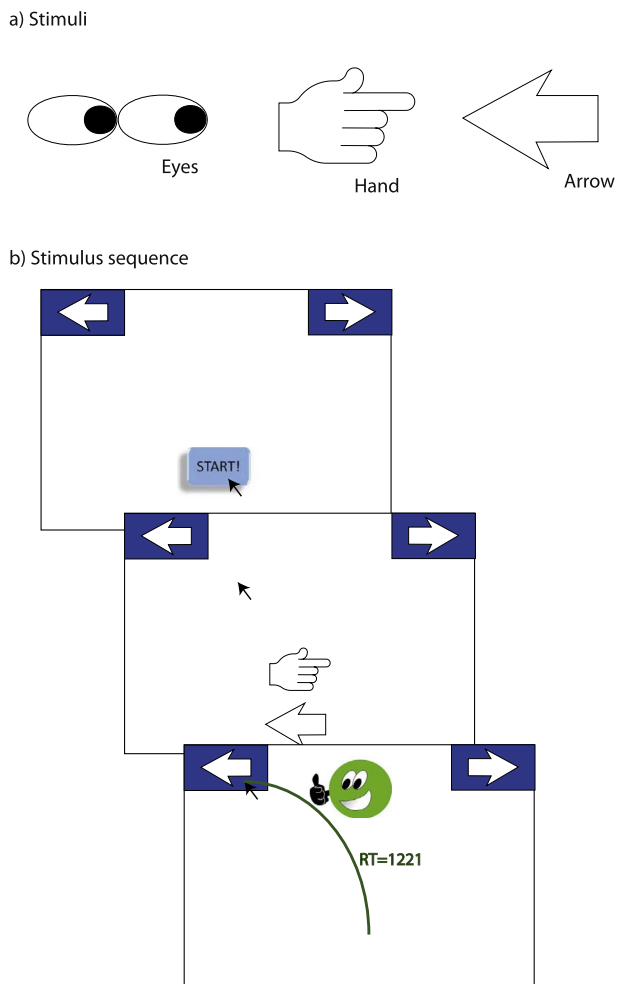 a) Stimuli
Eyes
Hand
Arrow
b) Stimulus sequence
START!
RT=1221